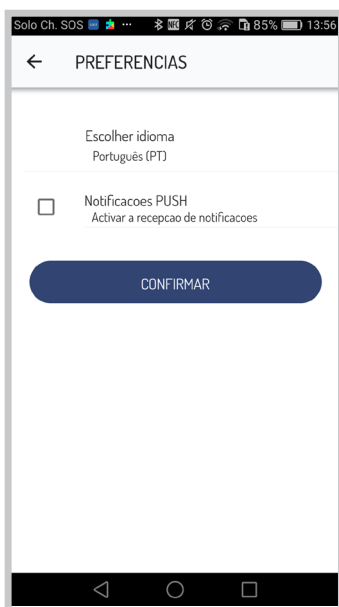 Solo Ch. SOS ... 85% 13:56
PREFERENCIAS
Escolher idioma
Português (PT)
Notificacoes PUSH
Activar a recepcao de notificacoes
CONFIRMAR